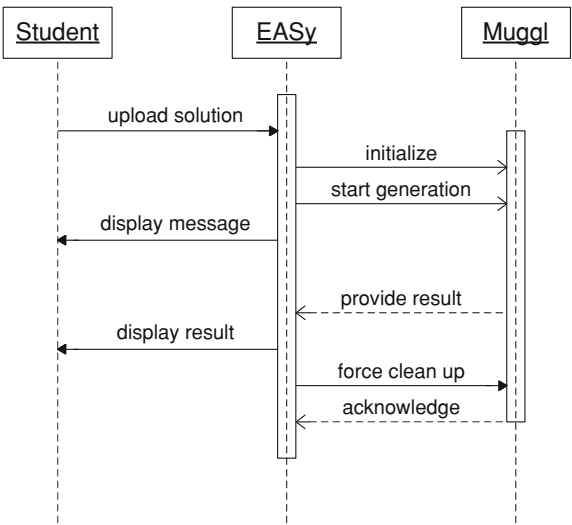 Student
EASy
Muggl
upload solution
initialize
start generation
display message
provide result
display result
force clean up
acknowledge